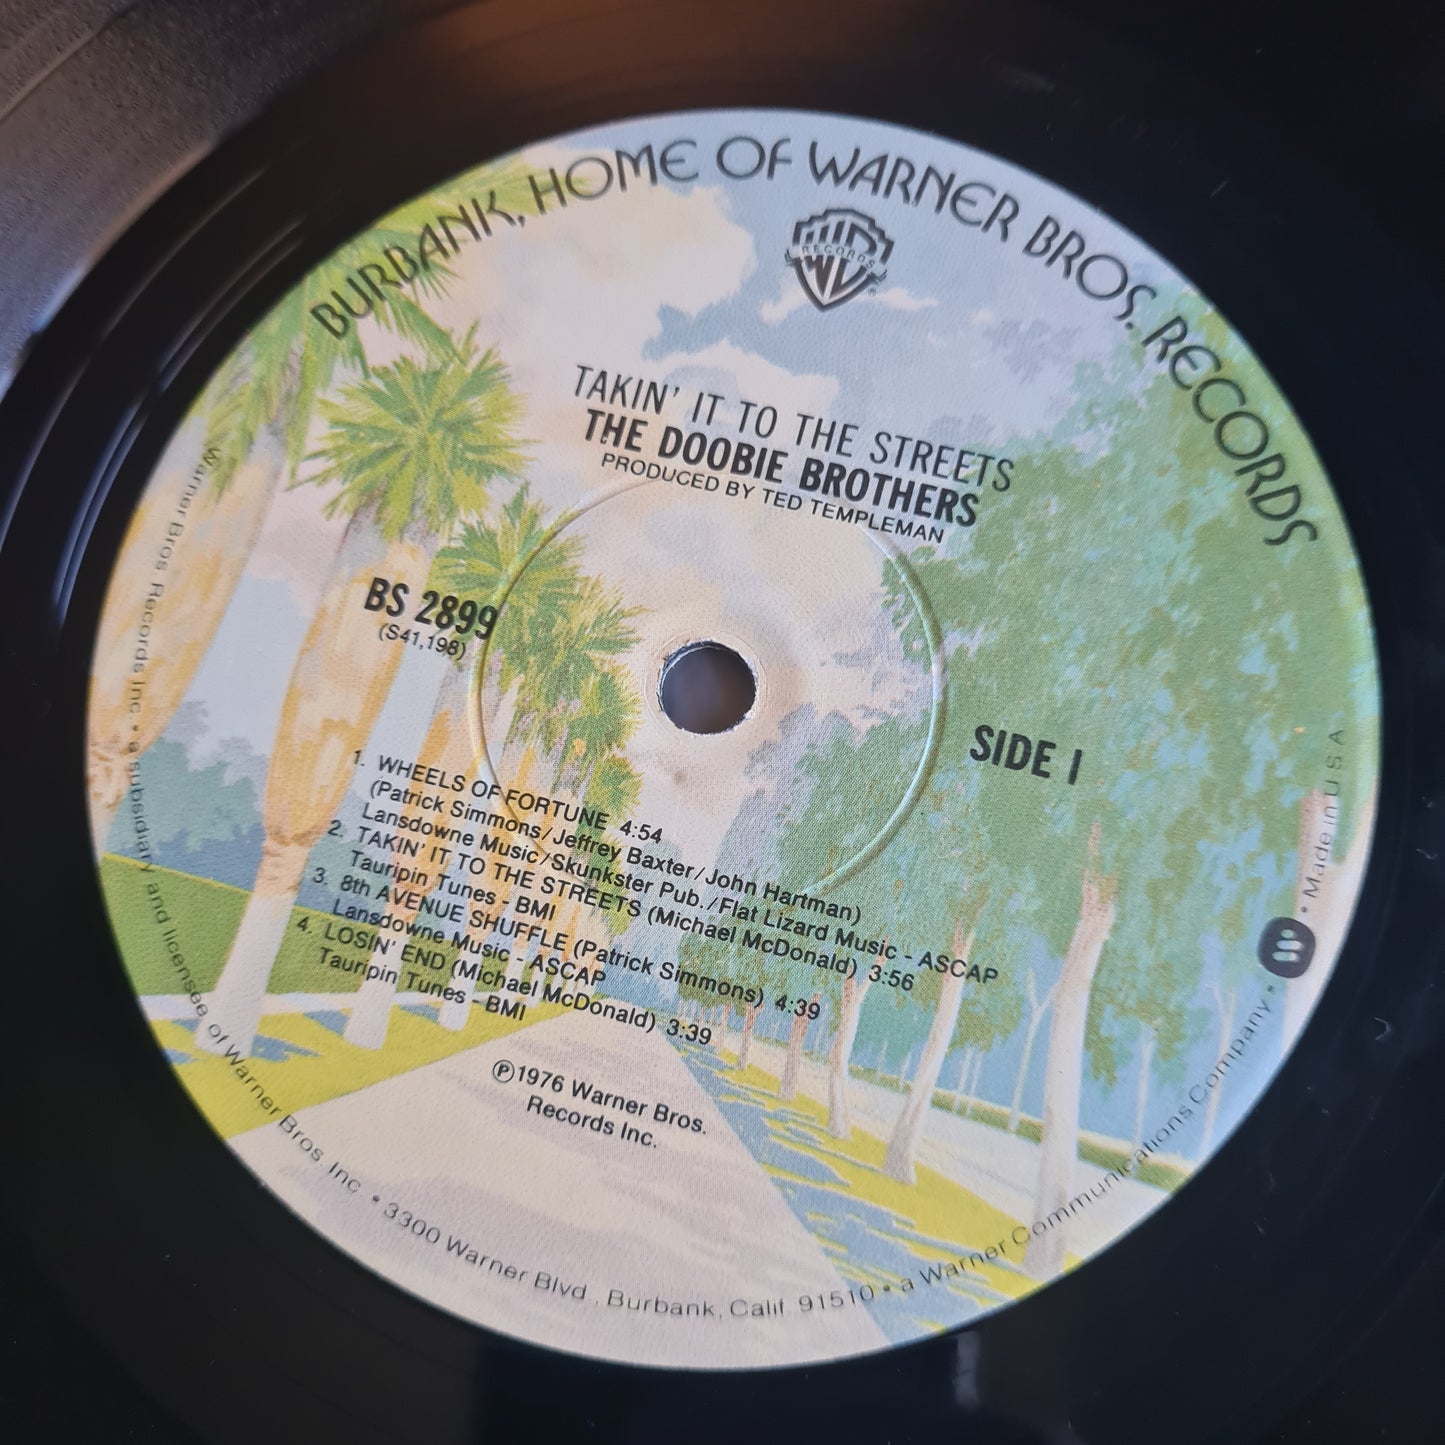 BURBANK, HOME OF WARNER BROS. RECORDS
WB
RECORDS
®
TAKIN' IT TO THE STREETS
THE DOOBIE BROTHERS
PRODUCED BY TED TEMPLEMAN
BS 2899
(S41,198)
SIDE 1
1. WHEELS OF FORTUNE 4:54
(Patrick Simmons/Jeffrey Baxter/John Hartman)
Lansdowne Music/Skunkster Pub./Flat Lizard Music - ASCAP
2. TAKIN' IT TO THE STREETS (Michael McDonald) 3:56
Tauripin Tunes - BMI
3. 8th AVENUE SHUFFLE (Patrick Simmons) 4:39
Lansdowne Music - ASCAP
4. LOSIN' END (Michael McDonald) 3:39
Tauripin Tunes - BMI
℗1976 Warner Bros.
Records Inc.
Warner Bros. Records Inc. • a subsidiary and licensee of Warner Bros. Inc. • 3300 Warner Blvd., Burbank, Calif. 91510 • a Warner Communications Company • W • Made in U.S.A.